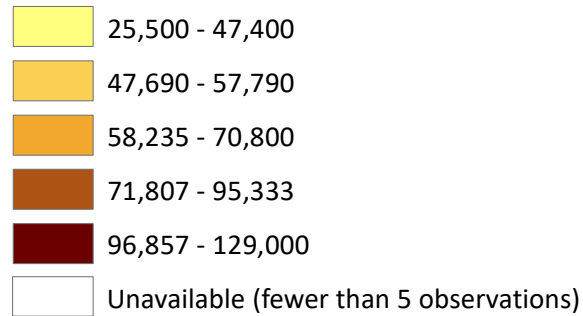 25,500 - 47,400
47,690 - 57,790
58,235 - 70,800
71,807 - 95,333
96,857 - 129,000
Unavailable (fewer than 5 observations)